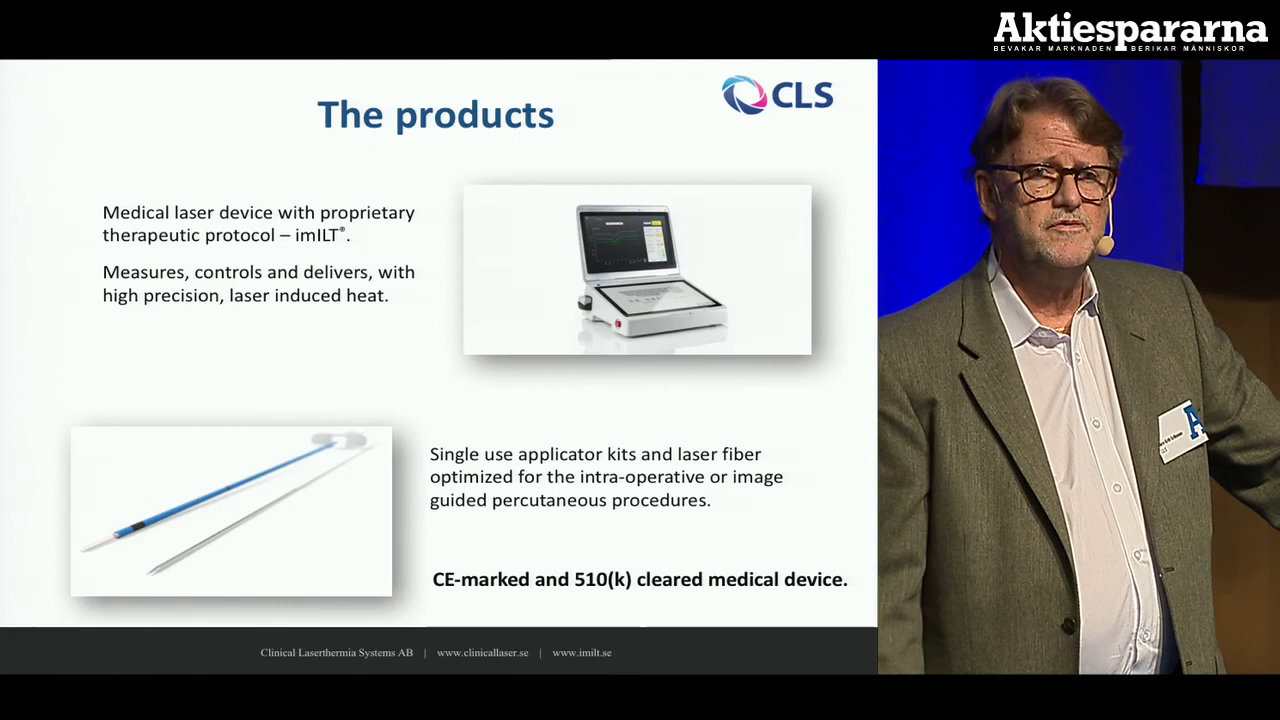 Aktiespararna
BEVAKAR MARKNADEN BERIKAR MÄNNISKOR
The products
CLS
Medical laser device with proprietary
therapeutic protocol – imILT®.
Measures, controls and delivers, with
high precision, laser induced heat.
Single use applicator kits and laser fiber
optimized for the intra-operative or image
guided percutaneous procedures.
CE-marked and 510(k) cleared medical device.
Clinical Laserthermia Systems AB | www.clinicallaser.se | www.imilt.se
A
CLS